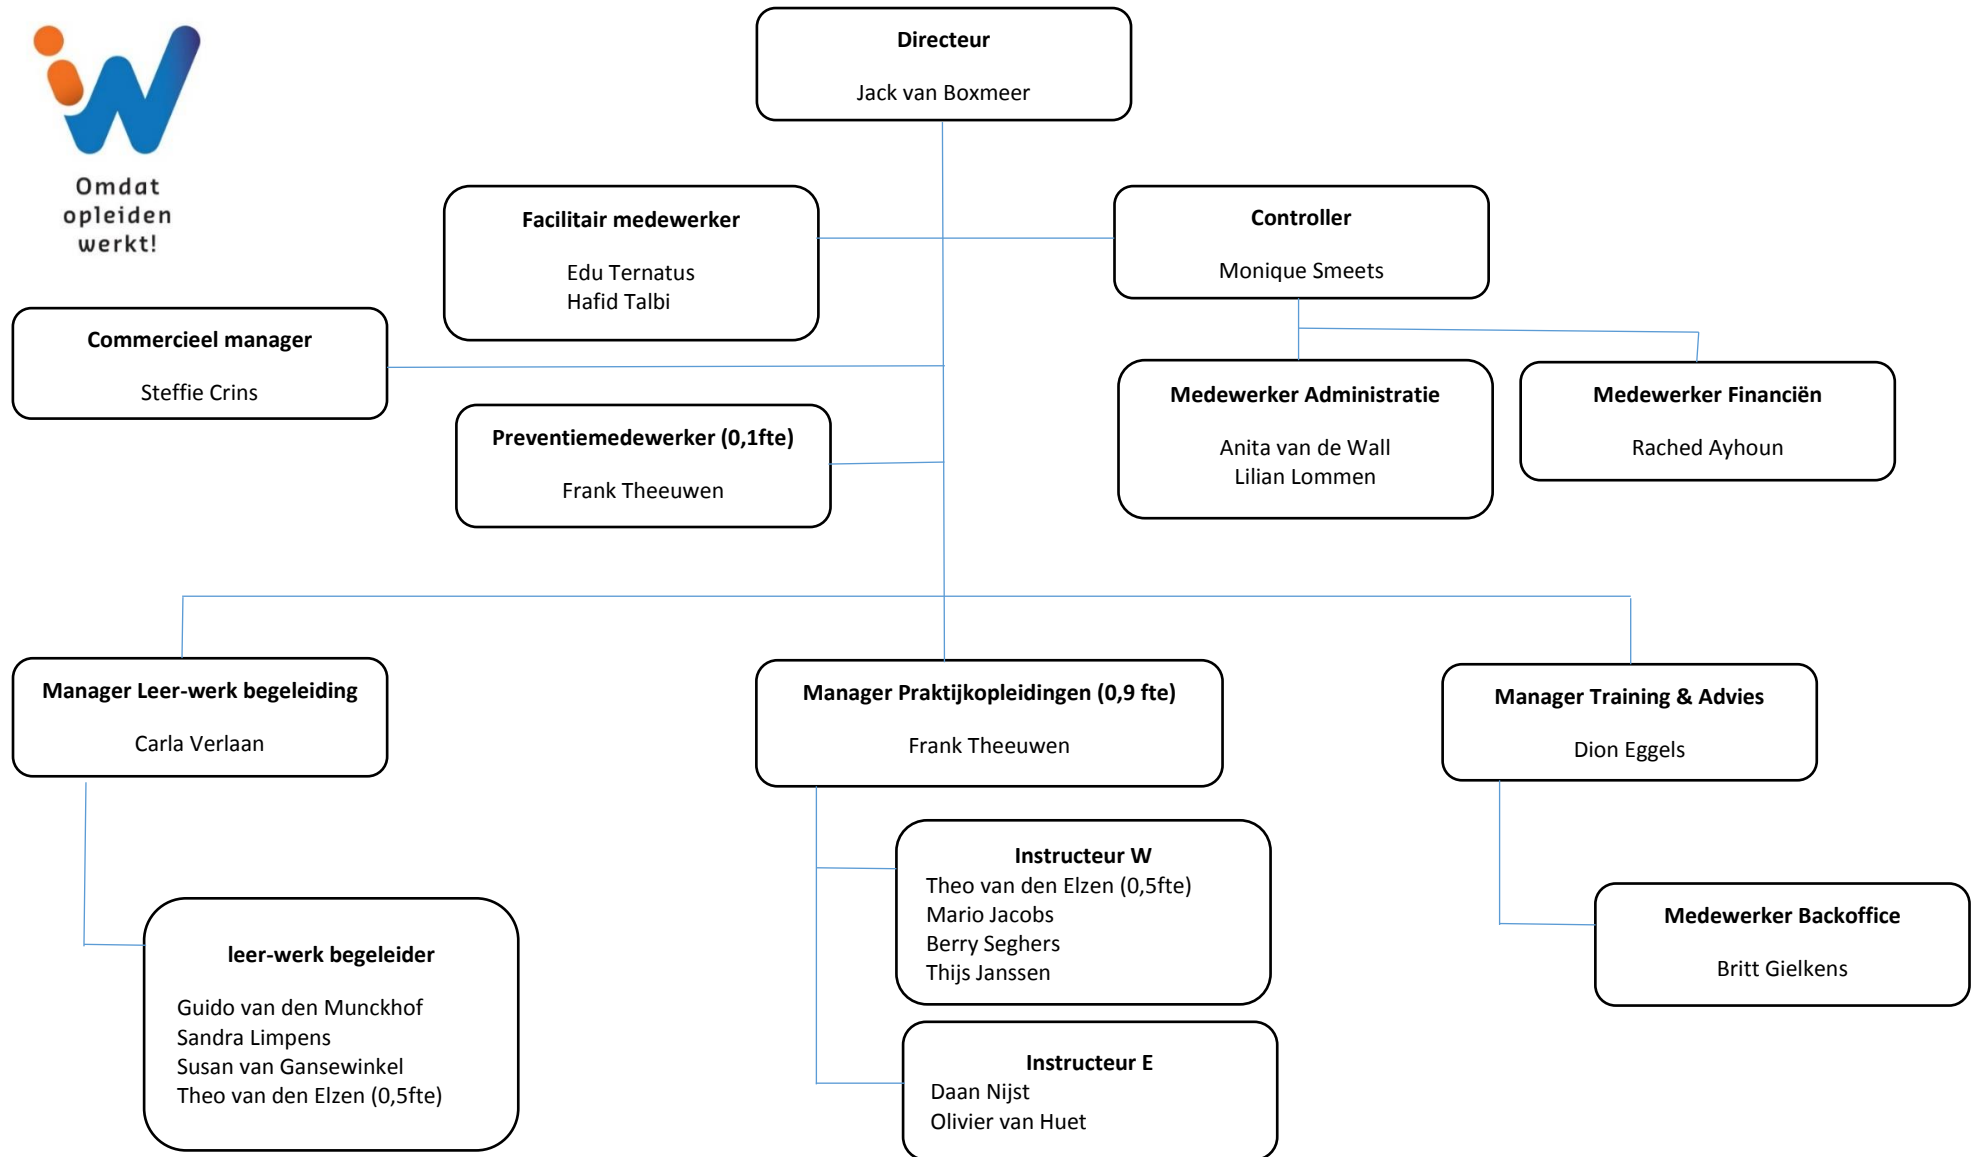 Omdat
opleiden
werkt!
Directeur
Jack van Boxmeer
Facilitair medewerker
Edu Ternatus
Hafid Talbi
Controller
Monique Smeets
Commercieel manager
Steffie Crins
Medewerker Administratie
Anita van de Wall
Lilian Lommen
Medewerker Financiën
Rached Ayhoun
Preventiemedewerker (0,1fte)
Frank Theeuwen
Manager Leer-werk begeleiding
Carla Verlaan
Manager Praktijkopleidingen (0,9 fte)
Frank Theeuwen
Manager Training & Advies
Dion Eggels
leer-werk begeleider
Guido van den Munckhof
Sandra Limpens
Susan van Gansewinkel
Theo van den Elzen (0,5fte)
Instructeur W
Theo van den Elzen (0,5fte)
Mario Jacobs
Berry Seghers
Thijs Janssen
Instructeur E
Daan Nijst
Olivier van Huet
Medewerker Backoffice
Britt Gielkens